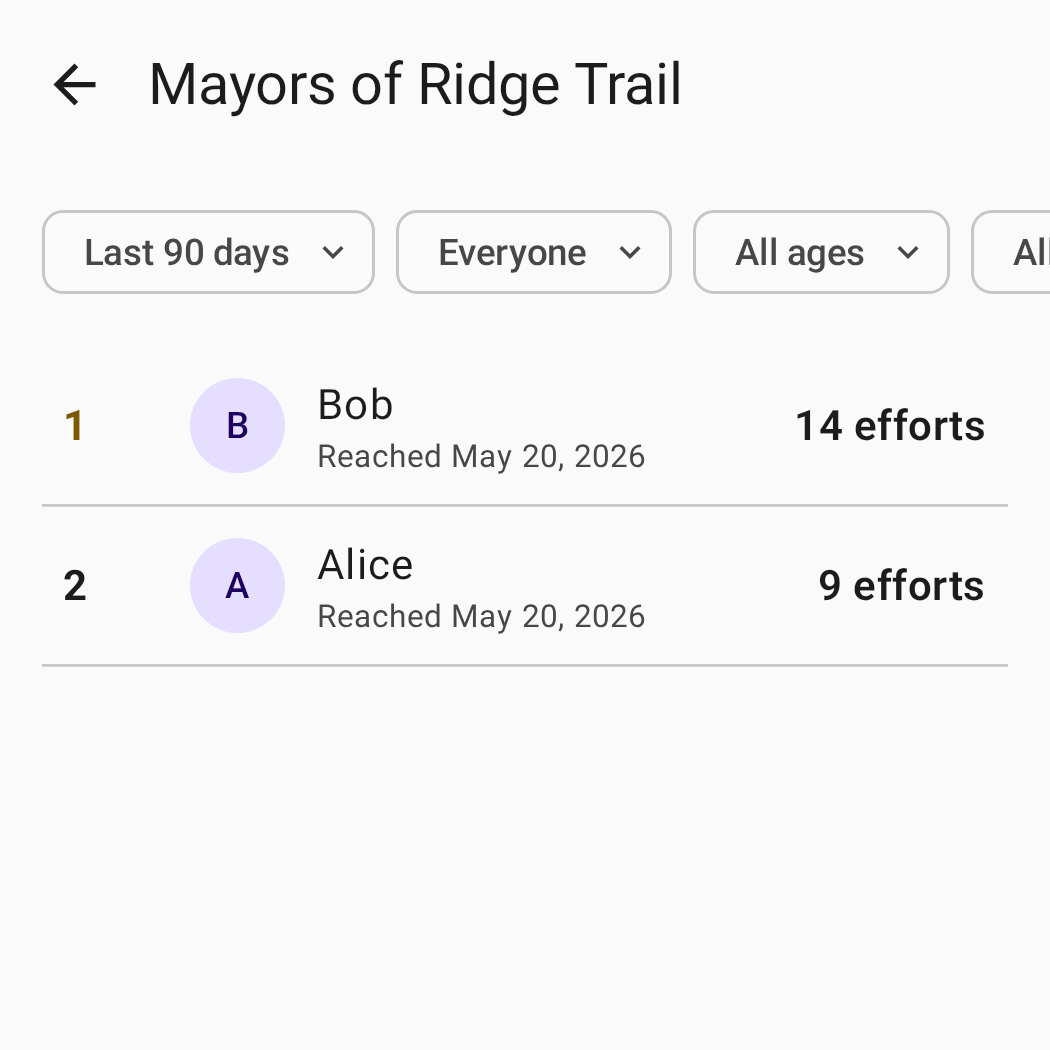 Mayors of Ridge Trail
Last 90 days
Everyone
All ages
All
1
B
Bob
Reached May 20, 2026
14 efforts
2
A
Alice
Reached May 20, 2026
9 efforts